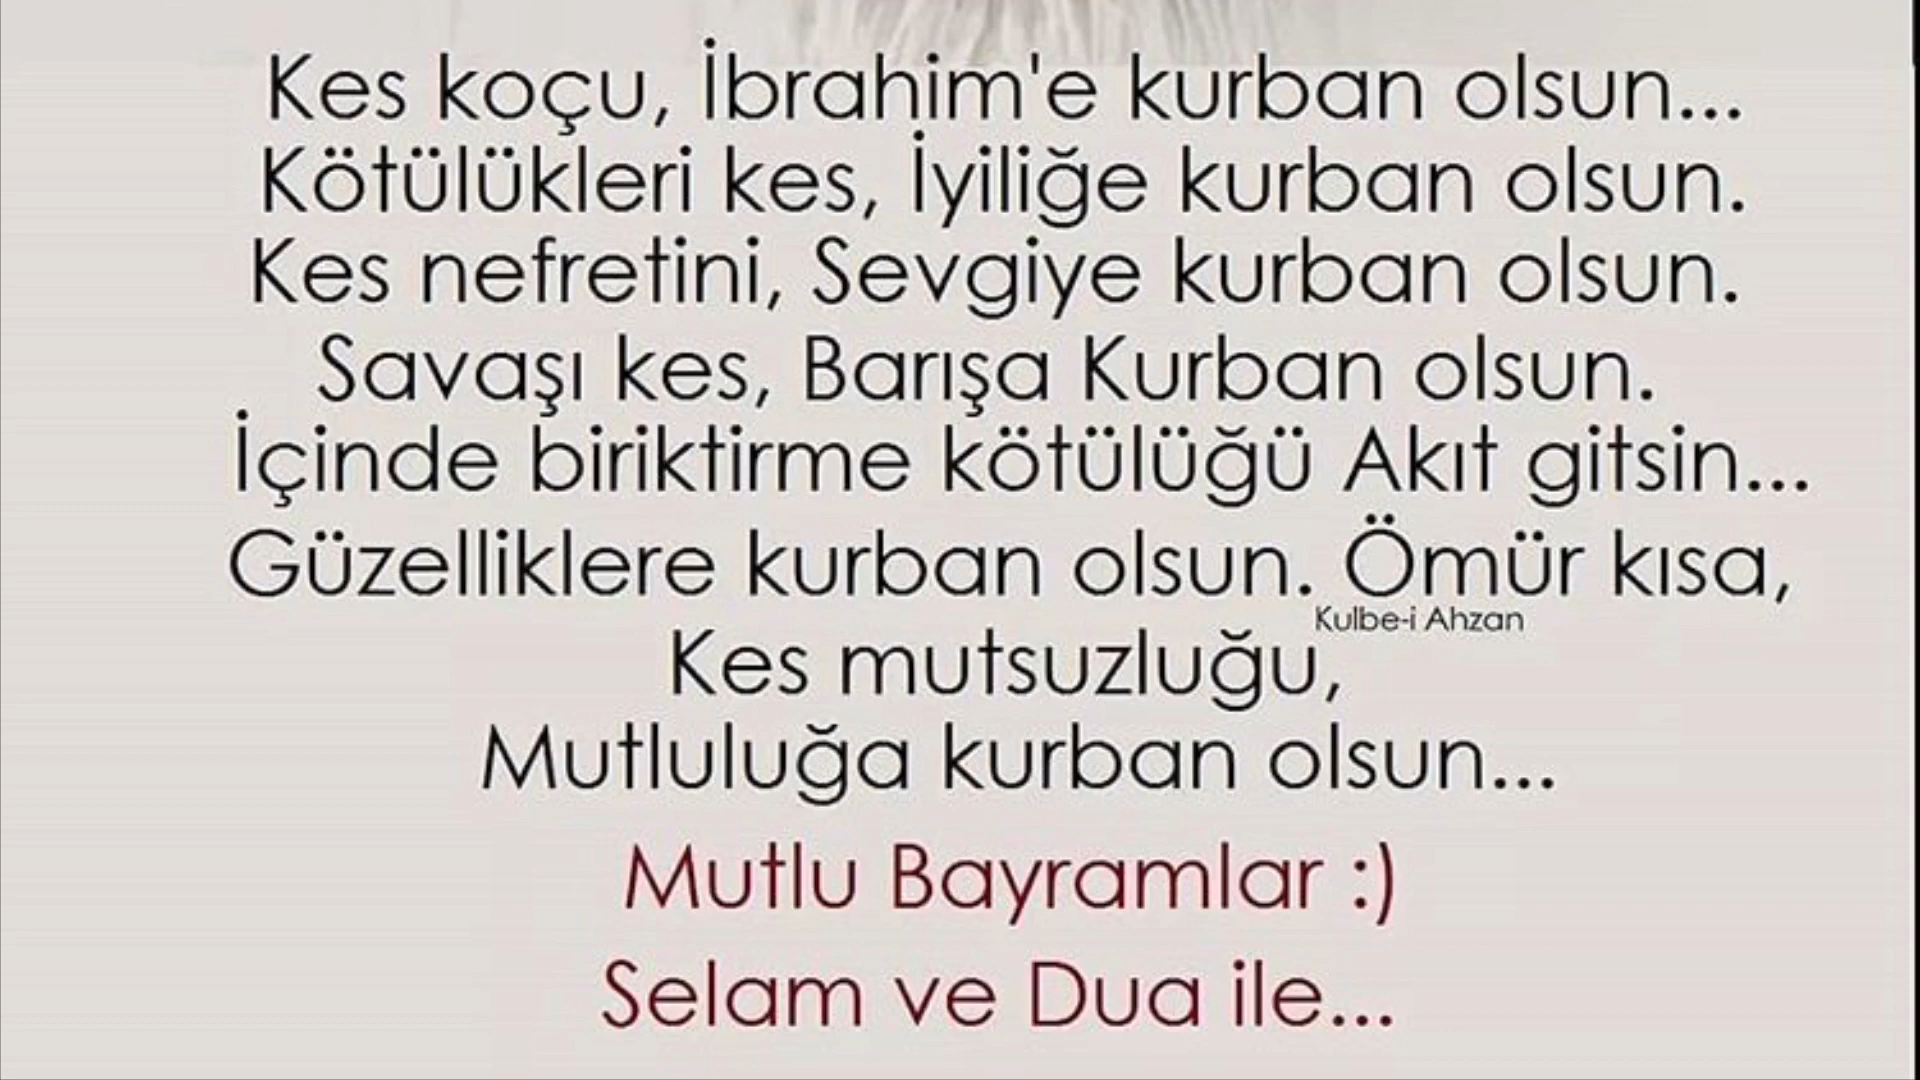 Kes koçu, İbrahim'e kurban olsun...
Kötülükleri kes, İyiliğe kurban olsun.
Kes nefretini, Sevgiye kurban olsun.
Savaşı kes, Barışa Kurban olsun.
İçinde biriktirme kötülüğü Akıt gitsin...
Güzelliklere kurban olsun. Ömür kısa,
Kulbe-i Ahzan
Kes mutsuzluğu,
Mutluluğa kurban olsun...
Mutlu Bayramlar :)
Selam ve Dua ile...